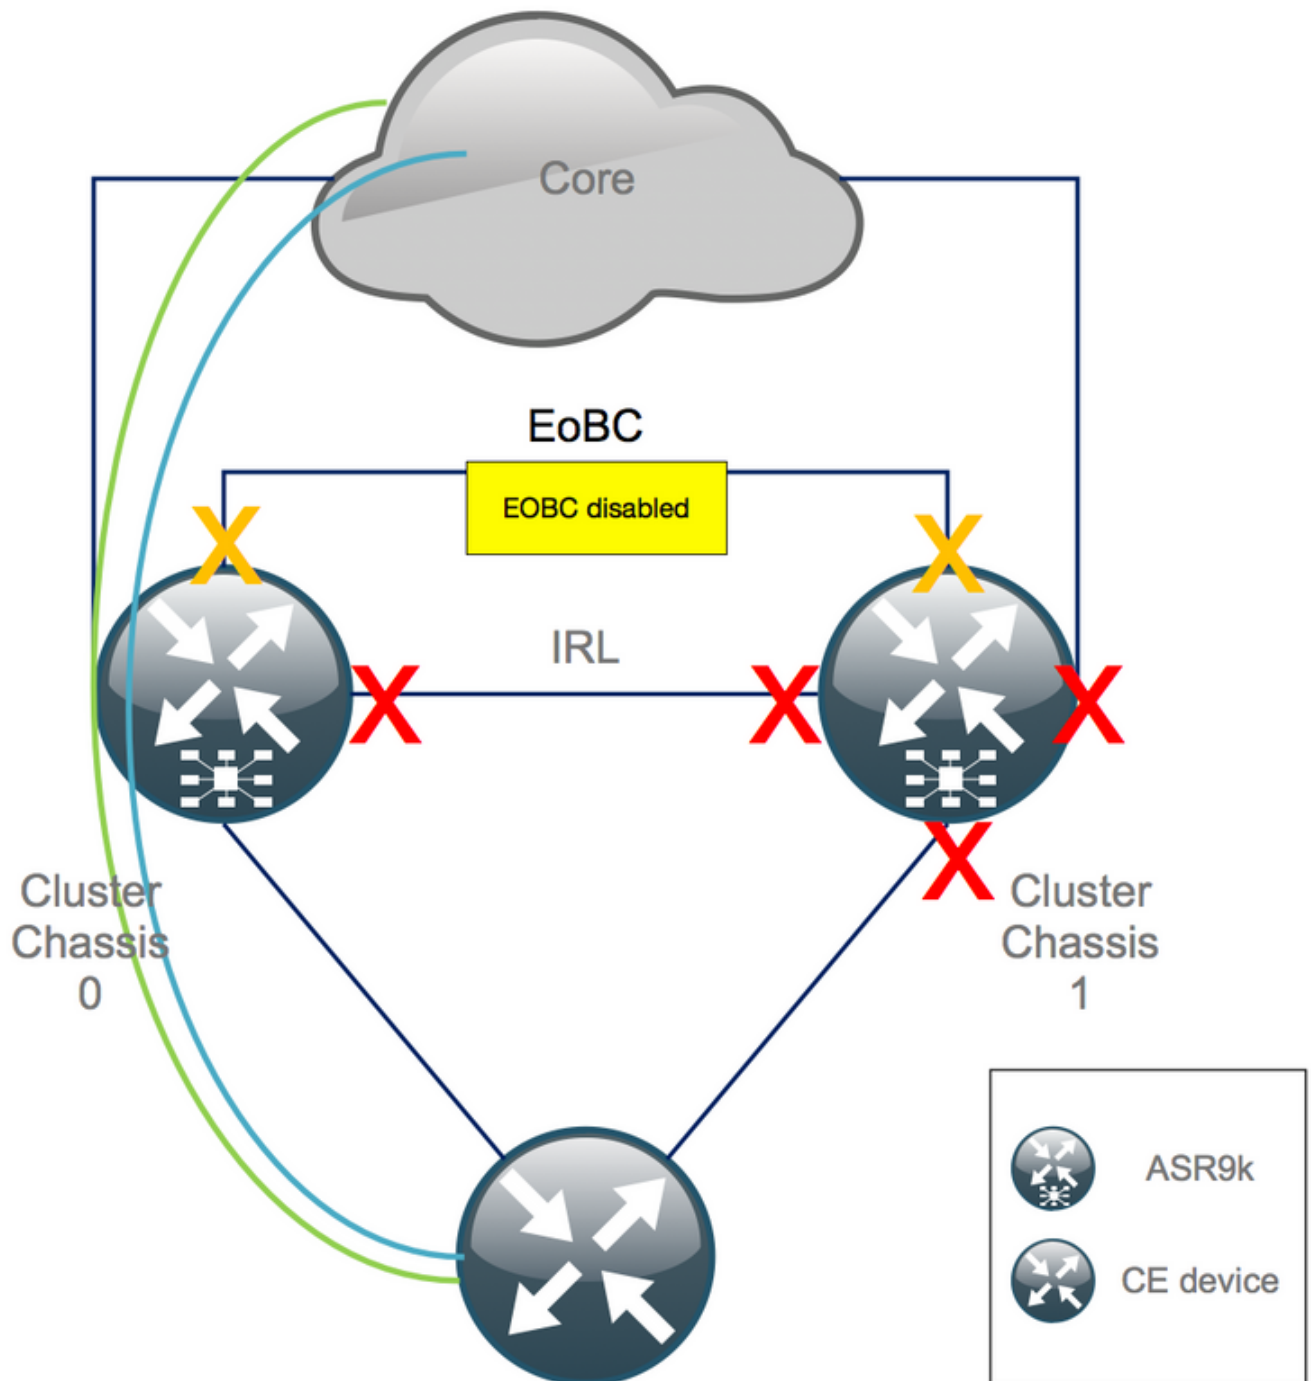 Core
EoBC
EOBC disabled
IRL
Cluster
Chassis
0
Cluster
Chassis
1
ASR9k
CE device